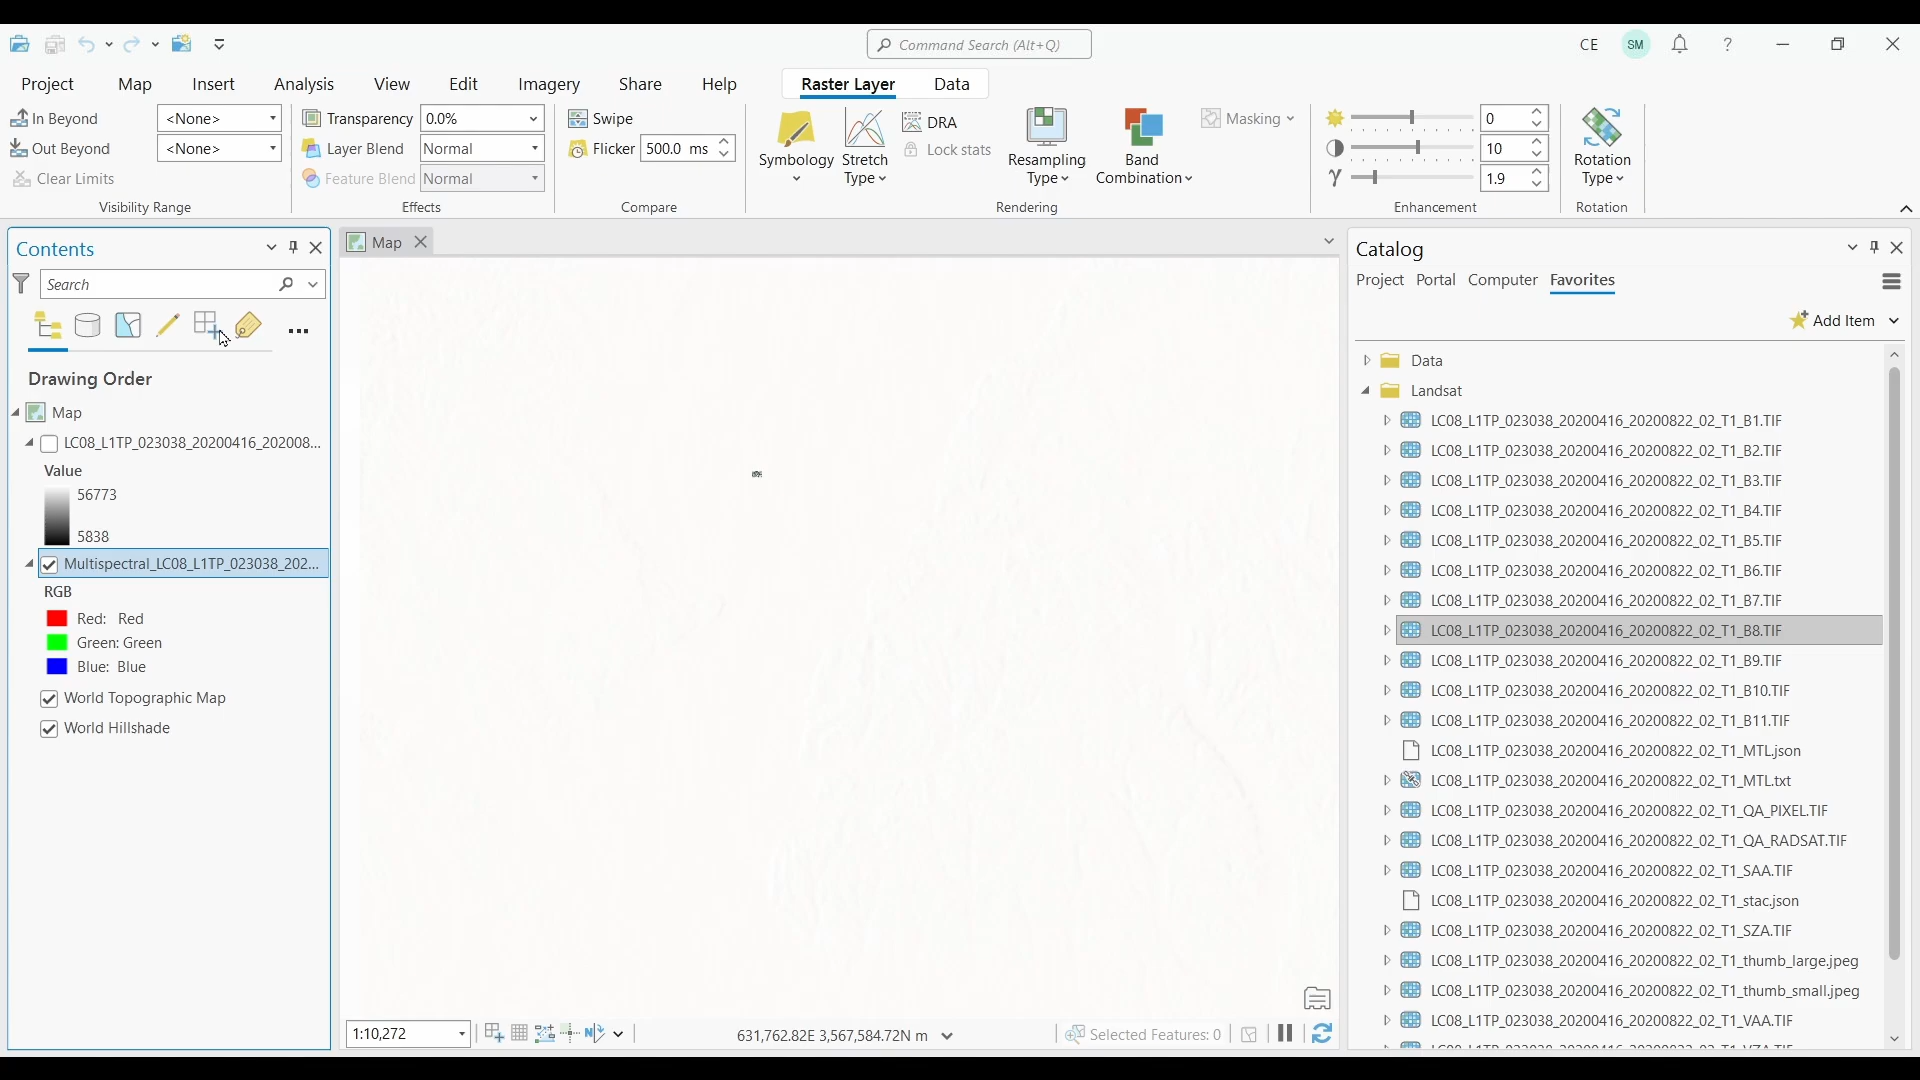 Command Search (Alt+Q)
CE
SM
Project
Map
Insert
Analysis
View
Edit
Imagery
Share
Help
Raster Layer
Data
In Beyond
<None>
Out Beyond
<None>
Clear Limits
Visibility Range
Transparency
0.0%
Layer Blend
Normal
Feature Blend
Normal
Effects
Swipe
Flicker
500.0 ms
Compare
Symbology
Stretch
Type
DRA
Lock stats
Resampling
Type
Band
Combination
Masking
Rendering
0
10
1.9
Enhancement
Rotation
Type
Rotation
Contents
Search
Drawing Order
Map
LC08_L1TP_023038_20200416_202008...
Value
56773
5838
Multispectral_LC08_L1TP_023038_202...
RGB
Red: Red
Green: Green
Blue: Blue
World Topographic Map
World Hillshade
Map
1:10,272
631,762.82E 3,567,584.72N m
Selected Features: 0
Catalog
Project
Portal
Computer
Favorites
Add Item
Data
Landsat
LC08_L1TP_023038_20200416_20200822_02_T1_B1.TIF
LC08_L1TP_023038_20200416_20200822_02_T1_B2.TIF
LC08_L1TP_023038_20200416_20200822_02_T1_B3.TIF
LC08_L1TP_023038_20200416_20200822_02_T1_B4.TIF
LC08_L1TP_023038_20200416_20200822_02_T1_B5.TIF
LC08_L1TP_023038_20200416_20200822_02_T1_B6.TIF
LC08_L1TP_023038_20200416_20200822_02_T1_B7.TIF
LC08_L1TP_023038_20200416_20200822_02_T1_B8.TIF
LC08_L1TP_023038_20200416_20200822_02_T1_B9.TIF
LC08_L1TP_023038_20200416_20200822_02_T1_B10.TIF
LC08_L1TP_023038_20200416_20200822_02_T1_B11.TIF
LC08_L1TP_023038_20200416_20200822_02_T1_MTL.json
LC08_L1TP_023038_20200416_20200822_02_T1_MTL.txt
LC08_L1TP_023038_20200416_20200822_02_T1_QA_PIXEL.TIF
LC08_L1TP_023038_20200416_20200822_02_T1_QA_RADSAT.TIF
LC08_L1TP_023038_20200416_20200822_02_T1_SAA.TIF
LC08_L1TP_023038_20200416_20200822_02_T1_stac.json
LC08_L1TP_023038_20200416_20200822_02_T1_SZA.TIF
LC08_L1TP_023038_20200416_20200822_02_T1_thumb_large.jpeg
LC08_L1TP_023038_20200416_20200822_02_T1_thumb_small.jpeg
LC08_L1TP_023038_20200416_20200822_02_T1_VAA.TIF